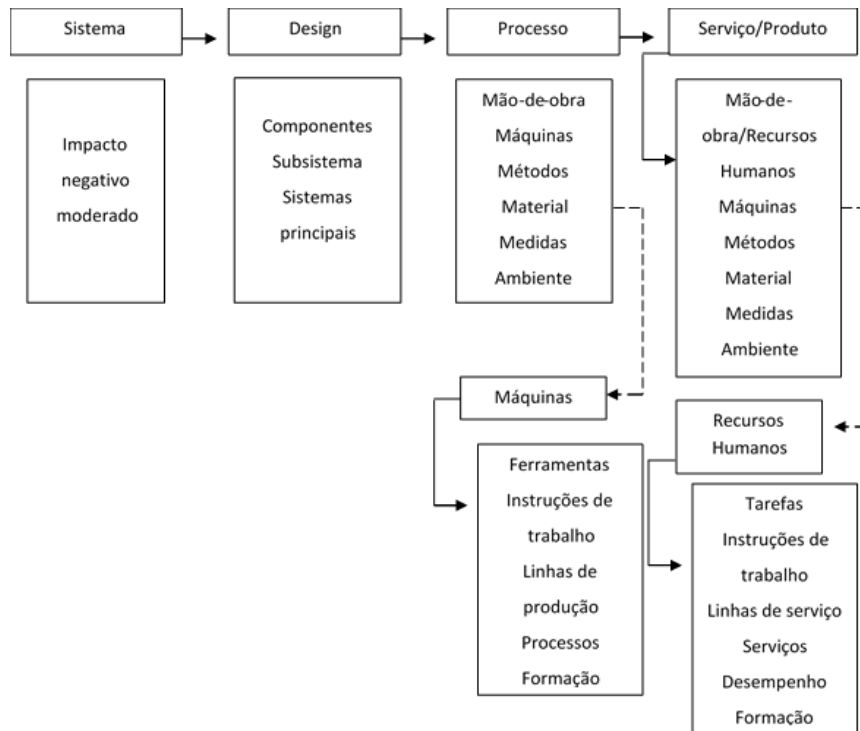 Sistema
Design
Processo
Serviço/Produto
Impacto
negativo
moderado
Componentes
Subsistema
Sistemas
principais
Mão-de-obra
Máquinas
Métodos
Material
Medidas
Ambiente
Mão-de-
obra/Recursos
Humanos
Máquinas
Métodos
Material
Medidas
Ambiente
Máquinas
Recursos
Humanos
Ferramentas
Instruções de
trabalho
Linhas de
produção
Processos
Formação
Tarefas
Instruções de
trabalho
Linhas de serviço
Serviços
Desempenho
Formação